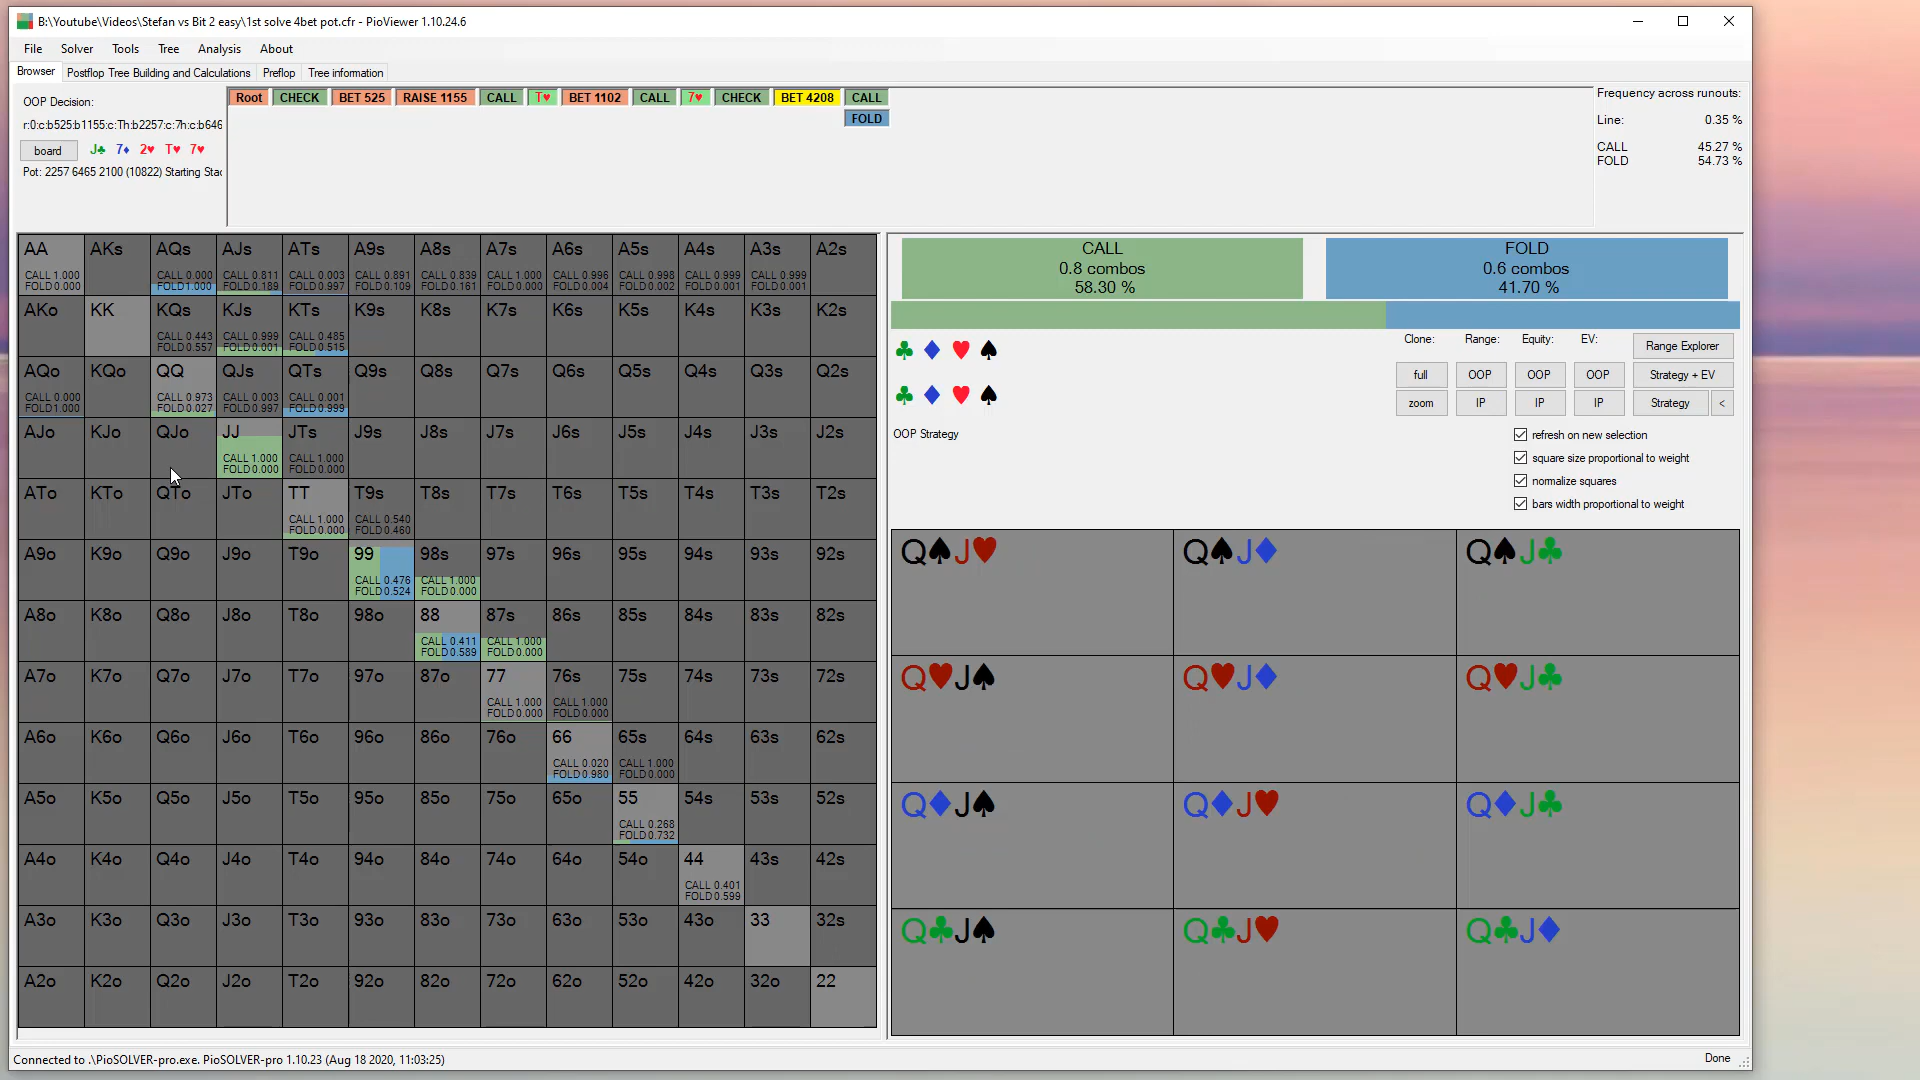 B:\Youtube\Videos\Stefan vs Bit 2 easy\1st solve 4bet pot.cfr - PioViewer 1.10.24.6
File Solver Tools Tree Analysis About
Browser Postflop Tree Building and Calculations Preflop Tree information
OOP Decision:
r:0:c:b525:b1155:c:Th:b2257:c:7h:c:b646
board J♣ 7♦ 2♥ T♥ 7♥
Pot: 2257 6465 2100 (10822) Starting Stac
Root CHECK BET 525 RAISE 1155 CALL T♥ BET 1102 CALL 7♥ CHECK BET 4208 CALL
FOLD
Frequency across runouts:
Line: 0.35 %
CALL 45.27 %
FOLD 54.73 %
AA AKs AQs AJs ATs A9s A8s A7s A6s A5s A4s A3s A2s
CALL 1.000 CALL 0.000 CALL 0.811 CALL 0.003 CALL 0.891 CALL 0.839 CALL 1.000 CALL 0.996 CALL 0.998 CALL 0.999 CALL 0.999
FOLD 0.000 FOLD 1.000 FOLD 0.189 FOLD 0.997 FOLD 0.109 FOLD 0.161 FOLD 0.000 FOLD 0.004 FOLD 0.002 FOLD 0.001 FOLD 0.001
AKo KK KQs KJs KTs K9s K8s K7s K6s K5s K4s K3s K2s
CALL 0.443 CALL 0.999 CALL 0.485
FOLD 0.557 FOLD 0.001 FOLD 0.515
AQo KQo QQ QJs QTs Q9s Q8s Q7s Q6s Q5s Q4s Q3s Q2s
CALL 0.000 CALL 0.973 CALL 0.003 CALL 0.001
FOLD 1.000 FOLD 0.027 FOLD 0.997 FOLD 0.999
AJo KJo QJo JJ JTs J9s J8s J7s J6s J5s J4s J3s J2s
CALL 1.000 CALL 1.000
FOLD 0.000 FOLD 0.000
ATo KTo QTo JTo TT T9s T8s T7s T6s T5s T4s T3s T2s
CALL 1.000 CALL 0.540
FOLD 0.000 FOLD 0.460
A9o K9o Q9o J9o T9o 99 98s 97s 96s 95s 94s 93s 92s
CALL 0.476 CALL 1.000
FOLD 0.524 FOLD 0.000
A8o K8o Q8o J8o T8o 98o 88 87s 86s 85s 84s 83s 82s
CALL 0.411 CALL 1.000
FOLD 0.589 FOLD 0.000
A7o K7o Q7o J7o T7o 97o 87o 77 76s 75s 74s 73s 72s
CALL 1.000 CALL 1.000
FOLD 0.000 FOLD 0.000
A6o K6o Q6o J6o T6o 96o 86o 76o 66 65s 64s 63s 62s
CALL 0.020 CALL 1.000
FOLD 0.980 FOLD 0.000
A5o K5o Q5o J5o T5o 95o 85o 75o 65o 55 54s 53s 52s
CALL 0.268
FOLD 0.732
A4o K4o Q4o J4o T4o 94o 84o 74o 64o 54o 44 43s 42s
CALL 0.401
FOLD 0.599
A3o K3o Q3o J3o T3o 93o 83o 73o 63o 53o 43o 33 32s
A2o K2o Q2o J2o T2o 92o 82o 72o 62o 52o 42o 32o 22
CALL FOLD
0.8 combos 0.6 combos
58.30 % 41.70 %
♣ ♦ ♥ ♠
♣ ♦ ♥ ♠
Clone: Range: Equity: EV: Range Explorer
full OOP OOP OOP Strategy + EV
zoom IP IP IP Strategy <
OOP Strategy
refresh on new selection
square size proportional to weight
normalize squares
bars width proportional to weight
Q♠J♥ Q♠J♦ Q♠J♣
Q♥J♠ Q♥J♦ Q♥J♣
Q♦J♠ Q♦J♥ Q♦J♣
Q♣J♠ Q♣J♥ Q♣J♦
Connected to .\PioSOLVER-pro.exe. PioSOLVER-pro 1.10.23 (Aug 18 2020, 11:03:25)
Done